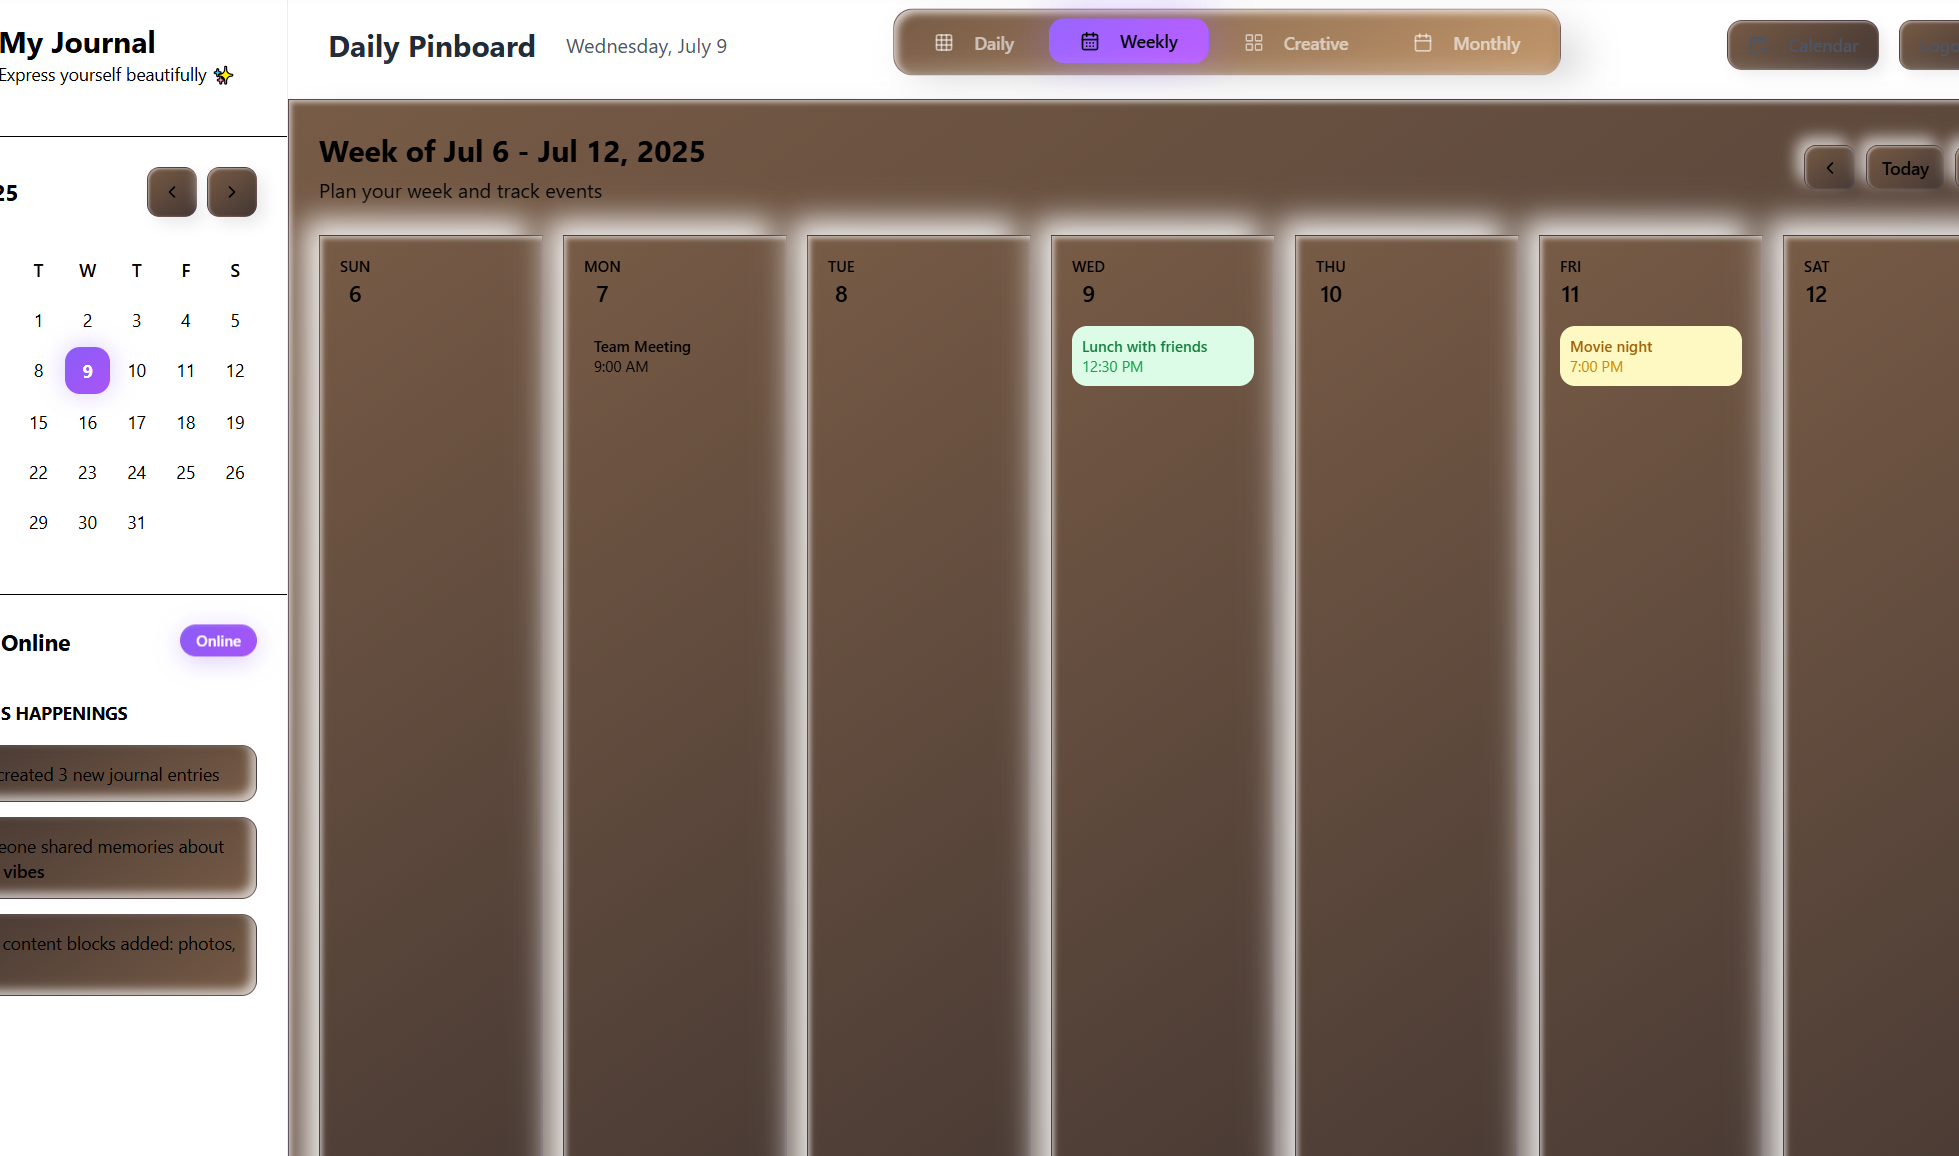 My Journal
Express yourself beautifully ✨
25
T W T F S
1 2 3 4 5
8 9 10 11 12
15 16 17 18 19
22 23 24 25 26
29 30 31
Online
Online
S HAPPENINGS
created 3 new journal entries
eone shared memories about
vibes
content blocks added: photos,
Daily Pinboard
Wednesday, July 9
Daily
Weekly
Creative
Monthly
Calendar
Week of Jul 6 - Jul 12, 2025
Plan your week and track events
Today
SUN
6
MON
7
Team Meeting
9:00 AM
TUE
8
WED
9
Lunch with friends
12:30 PM
THU
10
FRI
11
Movie night
7:00 PM
SAT
12